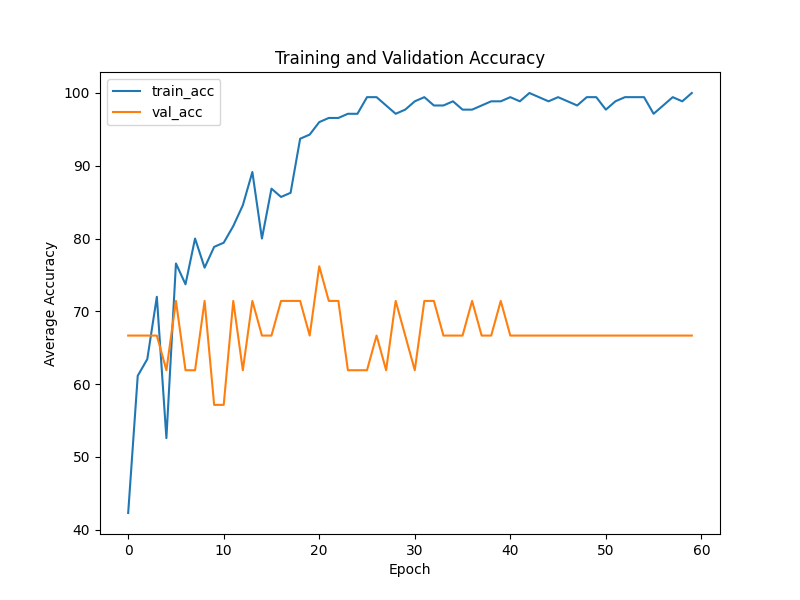 Training and Validation Accuracy
train_acc
val_acc
100
90
80
70
60
50
40
Average Accuracy
0 10 20 30 40 50 60
Epoch